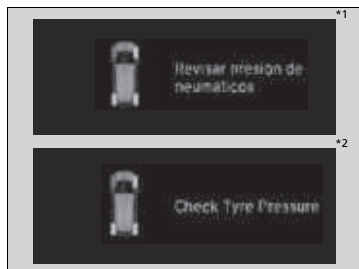 *1
Revisar presión de
neumáticos
*2
Check Tyre Pressure